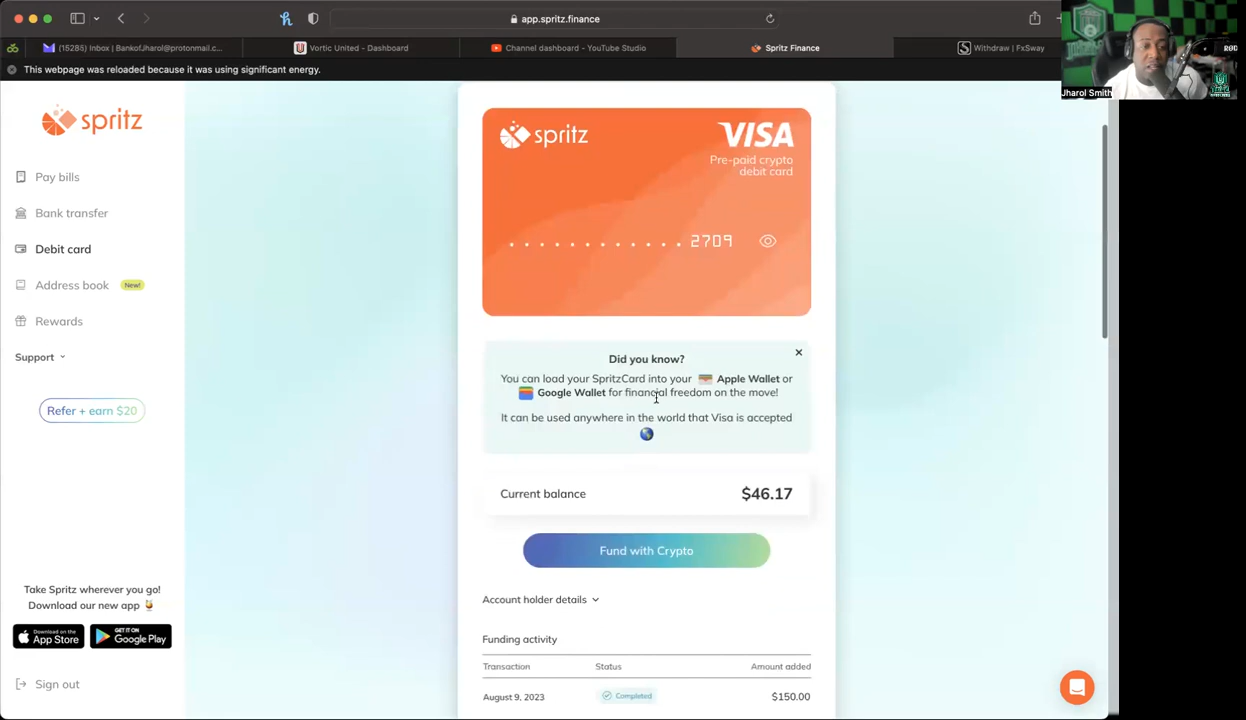 app.spritz.finance
(15285) Inbox | BankofJharol@protonmail.c...
Vortic United - Dashboard
Channel dashboard - YouTube Studio
Spritz Finance
Withdraw | FxSway
This webpage was reloaded because it was using significant energy.
Jharol Smith
spritz
Pay bills
Bank transfer
Debit card
Address book New!
Rewards
Support
Refer + earn $20
Take Spritz wherever you go!
Download our new app
Download on the
App Store
GET IT ON
Google Play
Sign out
spritz
VISA
Pre-paid crypto
debit card
2709
Did you know?
You can load your SpritzCard into your Apple Wallet or
Google Wallet for financial freedom on the move!
It can be used anywhere in the world that Visa is accepted
Current balance $46.17
Fund with Crypto
Account holder details
Funding activity
Transaction Status Amount added
August 9, 2023 Completed $150.00